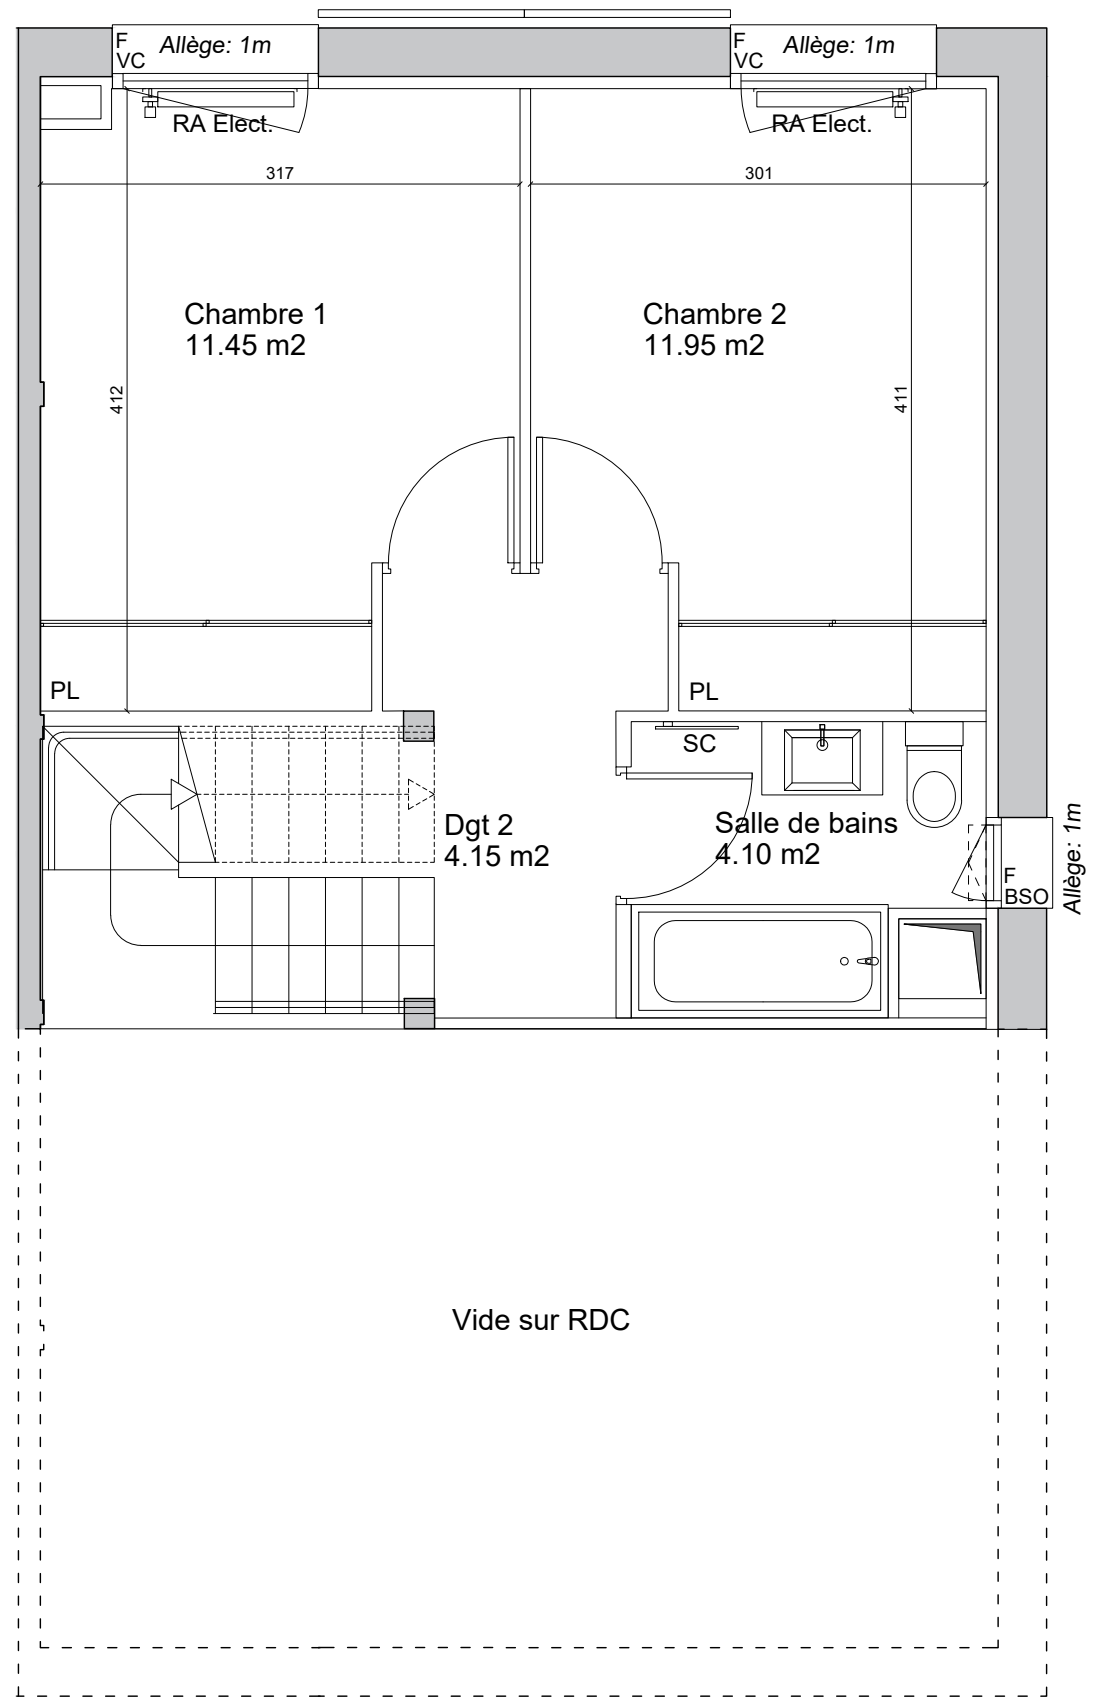 F
VC
Allège: 1m
F
VC
Allège: 1m
RA Elect.
RA Elect.
317
301
Chambre 1
11.45 m2
Chambre 2
11.95 m2
412
411
PL
PL
SC
Dgt 2
4.15 m2
Salle de bains
4.10 m2
F
BSO
Allège: 1m
Vide sur RDC